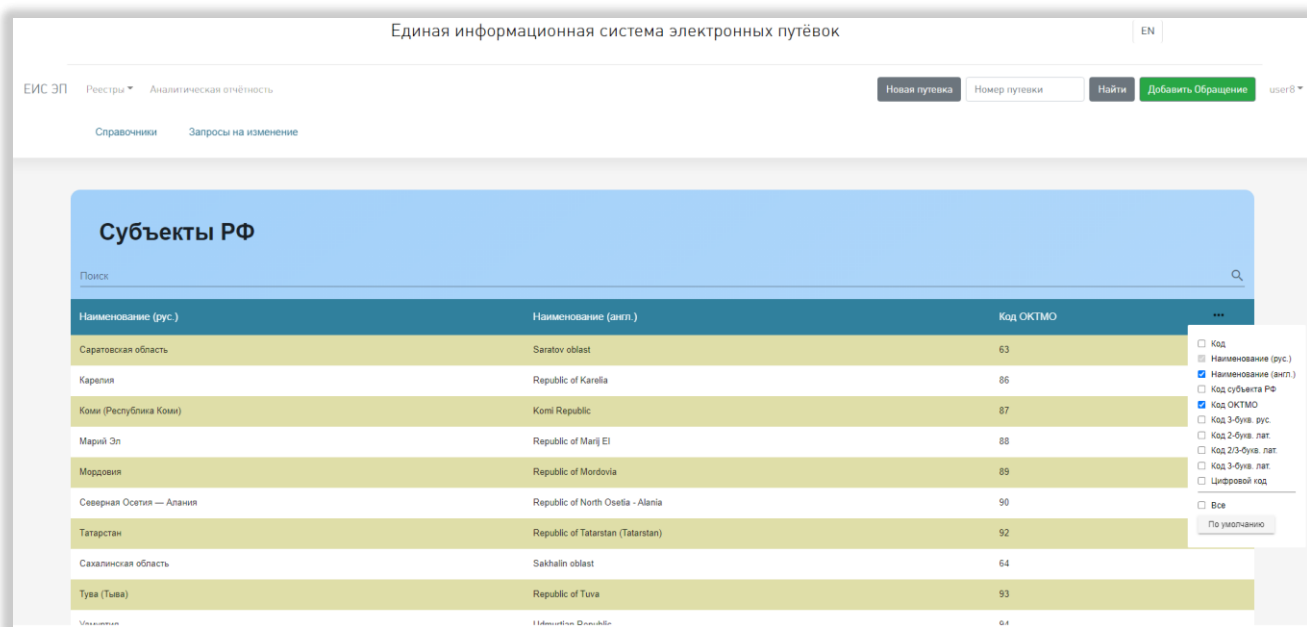 Единая информационная система электронных путёвок
EN
ЕИС ЭП Реестры Аналитическая отчётность Новая путевка Номер путевки Найти Добавить Обращение user8
Справочники Запросы на изменение
Субъекты РФ
Поиск
Наименование (рус.) Наименование (англ.) Код ОКТМО •••
Саратовская область Saratov oblast 63
Карелия Republic of Karelia 86
Коми (Республика Коми) Komi Republic 87
Марий Эл Republic of Marij El 88
Мордовия Republic of Mordovia 89
Северная Осетия — Алания Republic of North Osetia - Alania 90
Татарстан Republic of Tatarstan (Tatarstan) 92
Сахалинская область Sakhalin oblast 64
Тува (Тыва) Republic of Tuva 93
Удмуртия Udmurtian Republic 94
Код
Наименование (рус.)
Наименование (англ.)
Код субъекта РФ
Код ОКТМО
Код 3-букв. рус.
Код 2-букв. лат.
Код 2/3-букв. лат.
Код 3-букв. лат.
Цифровой код
Все
По умолчанию